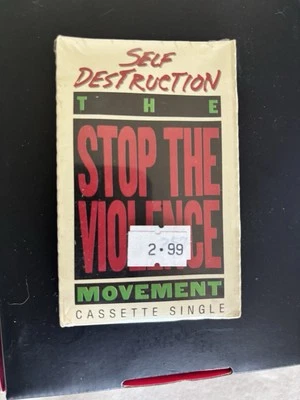 SELF
DESTRUCTION
THE
STOP THE
VIOLENCE
2.99
MOVEMENT
CASSETTE SINGLE